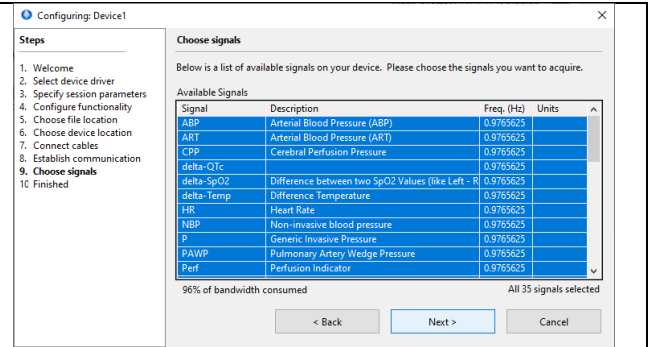 Configuring: Device1
Steps
1. Welcome
2. Select device driver
3. Specify session parameters
4. Configure functionality
5. Choose file location
6. Choose device location
7. Connect cables
8. Establish communication
9. Choose signals
10 Finished
Choose signals
Below is a list of available signals on your device. Please choose the signals you want to acquire.
Available Signals
Signal Description Freq. (Hz) Units
ABP Arterial Blood Pressure (ABP) 0.9765625
ART Arterial Blood Pressure (ART) 0.9765625
CPP Cerebral Perfusion Pressure 0.9765625
delta-QTc 0.9765625
delta-SpO2 Difference between two SpO2 Values (like Left - R 0.9765625
delta-Temp Difference Temperature 0.9765625
HR Heart Rate 0.9765625
NBP Non-invasive blood pressure 0.9765625
P Generic Invasive Pressure 0.9765625
PAWP Pulmonary Artery Wedge Pressure 0.9765625
Perf Perfusion Indicator 0.9765625
96% of bandwidth consumed All 35 signals selected
< Back Next > Cancel